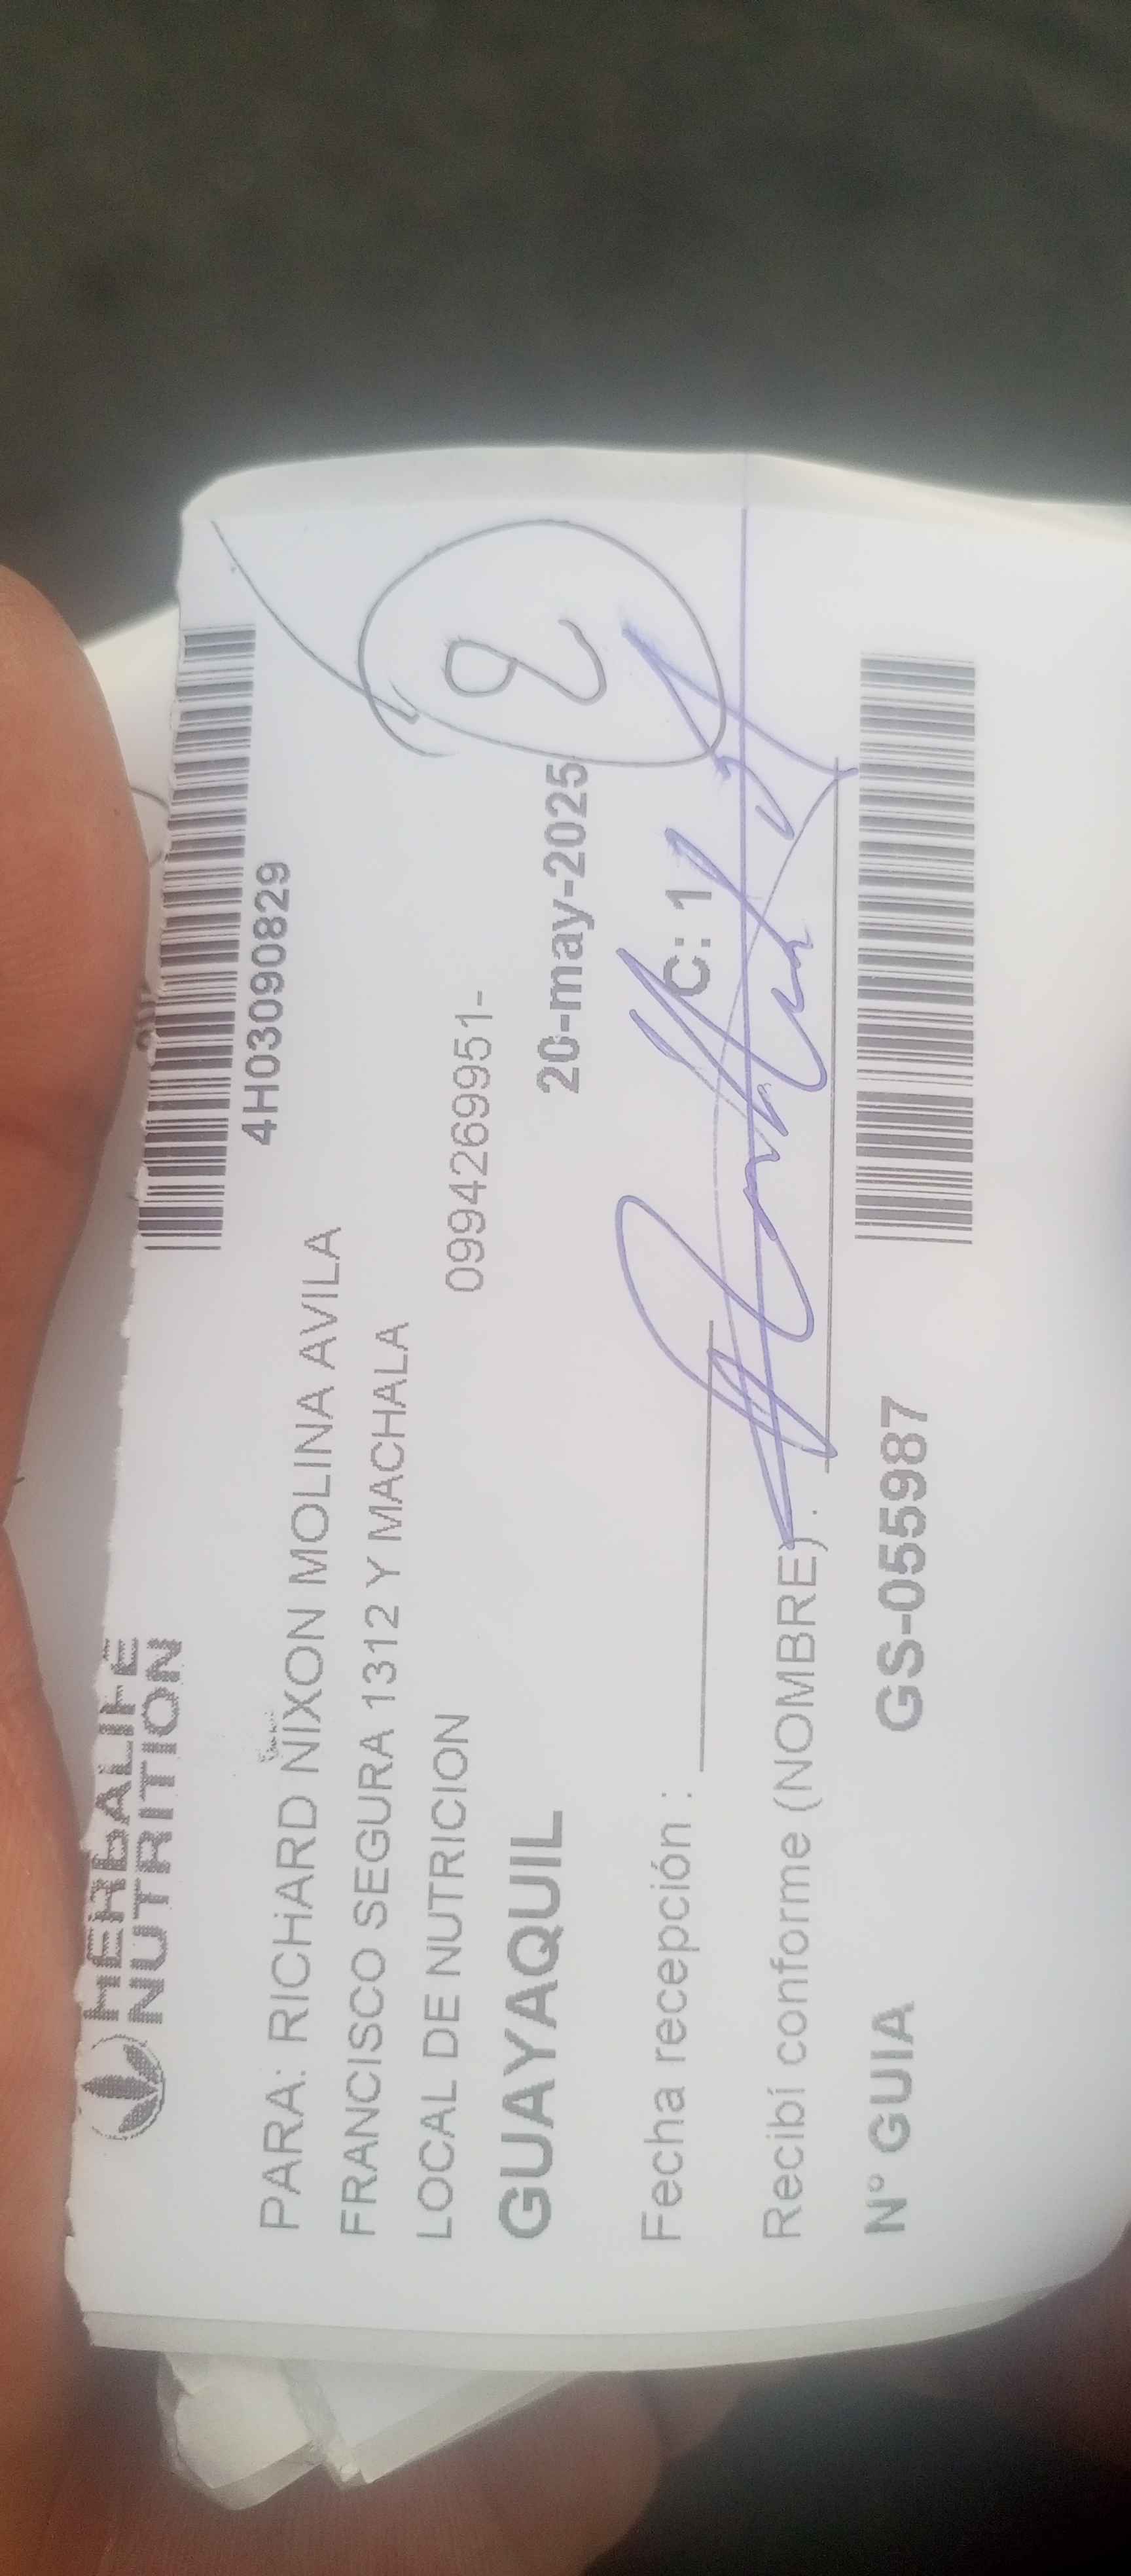 HERBALIFE
NUTRITION
4H03090829
PARA: RICHARD NIXON MOLINA AVILA
FRANCISCO SEGURA 1312 Y MACHALA
LOCAL DE NUTRICION 0994269951-
GUAYAQUIL 20-may-2025
Fecha recepción : C: 1
Recibí conforme (NOMBRE) :
N° GUIA GS-055987